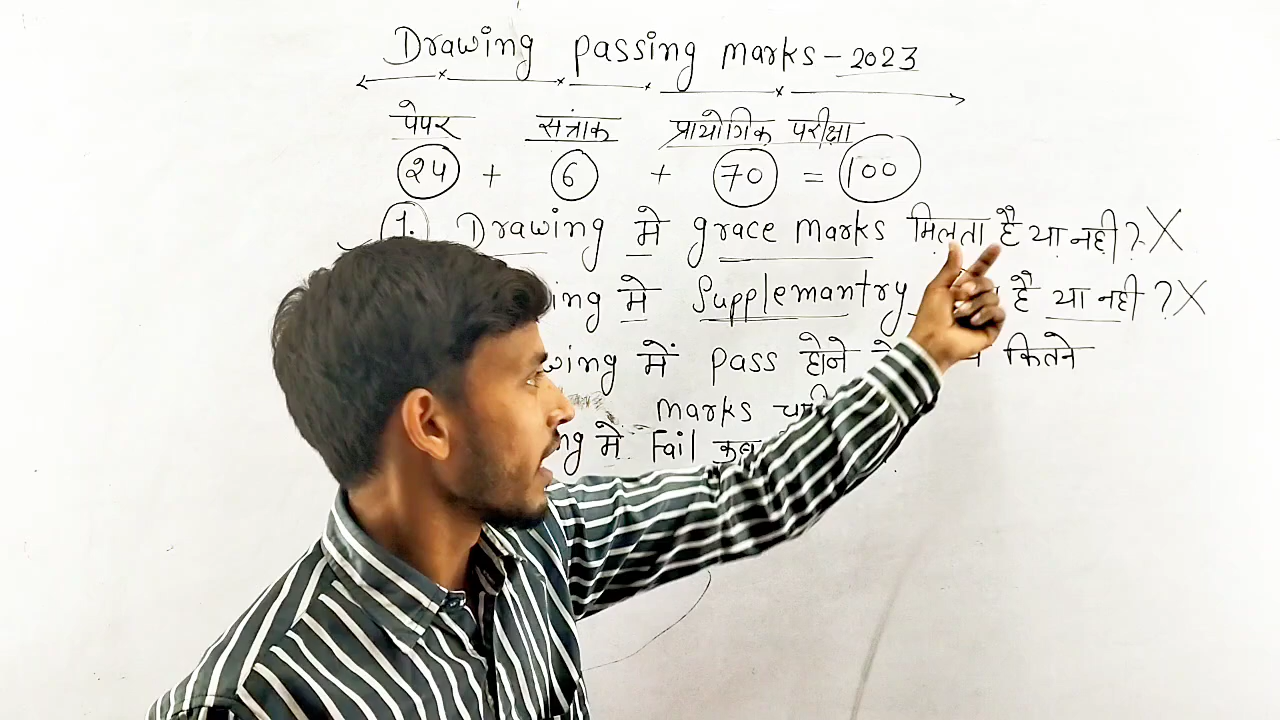 Drawing passing marks - 2023
पेपर सत्रांक प्रायोगिक परीक्षा
24 + 6 + 70 = 100
1. Drawing मे grace marks मिलता है या नही ? X
ing मे Supplemantry है या नही ? X
wing में pass होने कितने
marks
ng मे Fail